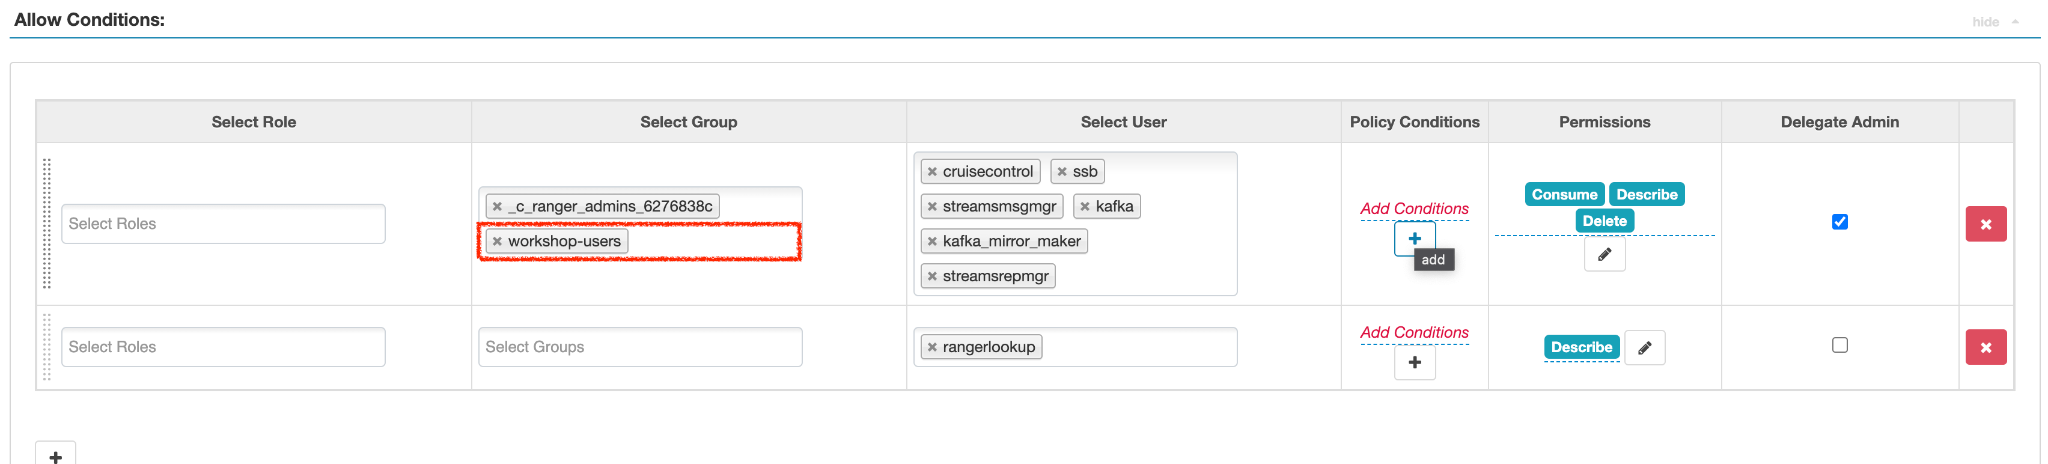 Allow Conditions:
hide
Select Role Select Group Select User Policy Conditions Permissions Delegate Admin
Select Roles
_c_ranger_admins_6276838c
workshop-users
cruisecontrol ssb
streamsmsgmgr kafka
kafka_mirror_maker
streamsrepmgr
Add Conditions
add
Consume Describe
Delete
Select Roles
Select Groups
rangerlookup
Add Conditions
Describe